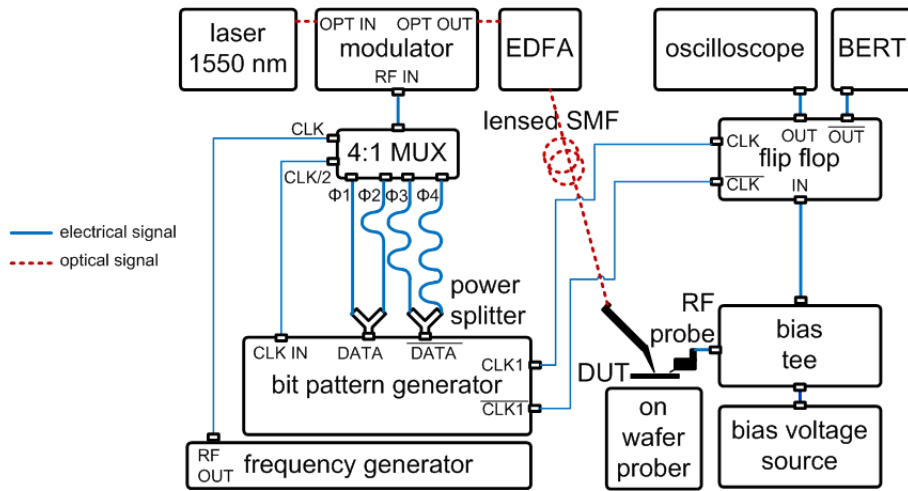 laser
1550 nm
OPT IN
OPT OUT
modulator
RF IN
EDFA
oscilloscope
BERT
lensed SMF
CLK
CLK/2
4:1 MUX
Φ1
Φ2
Φ3
Φ4
CLK
CLK
OUT
OUT
flip flop
IN
electrical signal
optical signal
power
splitter
CLK IN
DATA
DATA
CLK1
CLK1
bit pattern generator
RF
OUT
frequency generator
RF
probe
DUT
on
wafer
prober
bias
tee
bias voltage
source